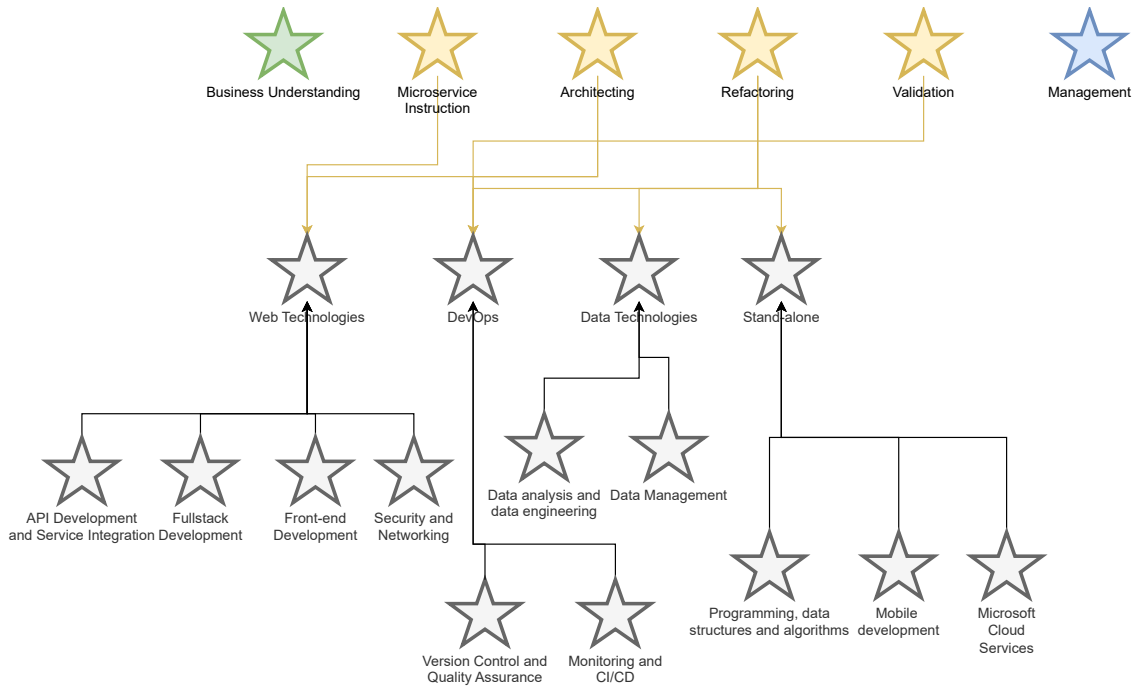 Business Understanding
Microservice
Instruction
Architecting
Refactoring
Validation
Management
Web Technologies
DevOps
Data Technologies
Stand-alone
API Development
and Service Integration
Fullstack
Development
Front-end
Development
Security and
Networking
Data analysis and
data engineering
Data Management
Version Control and
Quality Assurance
Monitoring and
CI/CD
Programming, data
structures and algorithms
Mobile
development
Microsoft
Cloud
Services